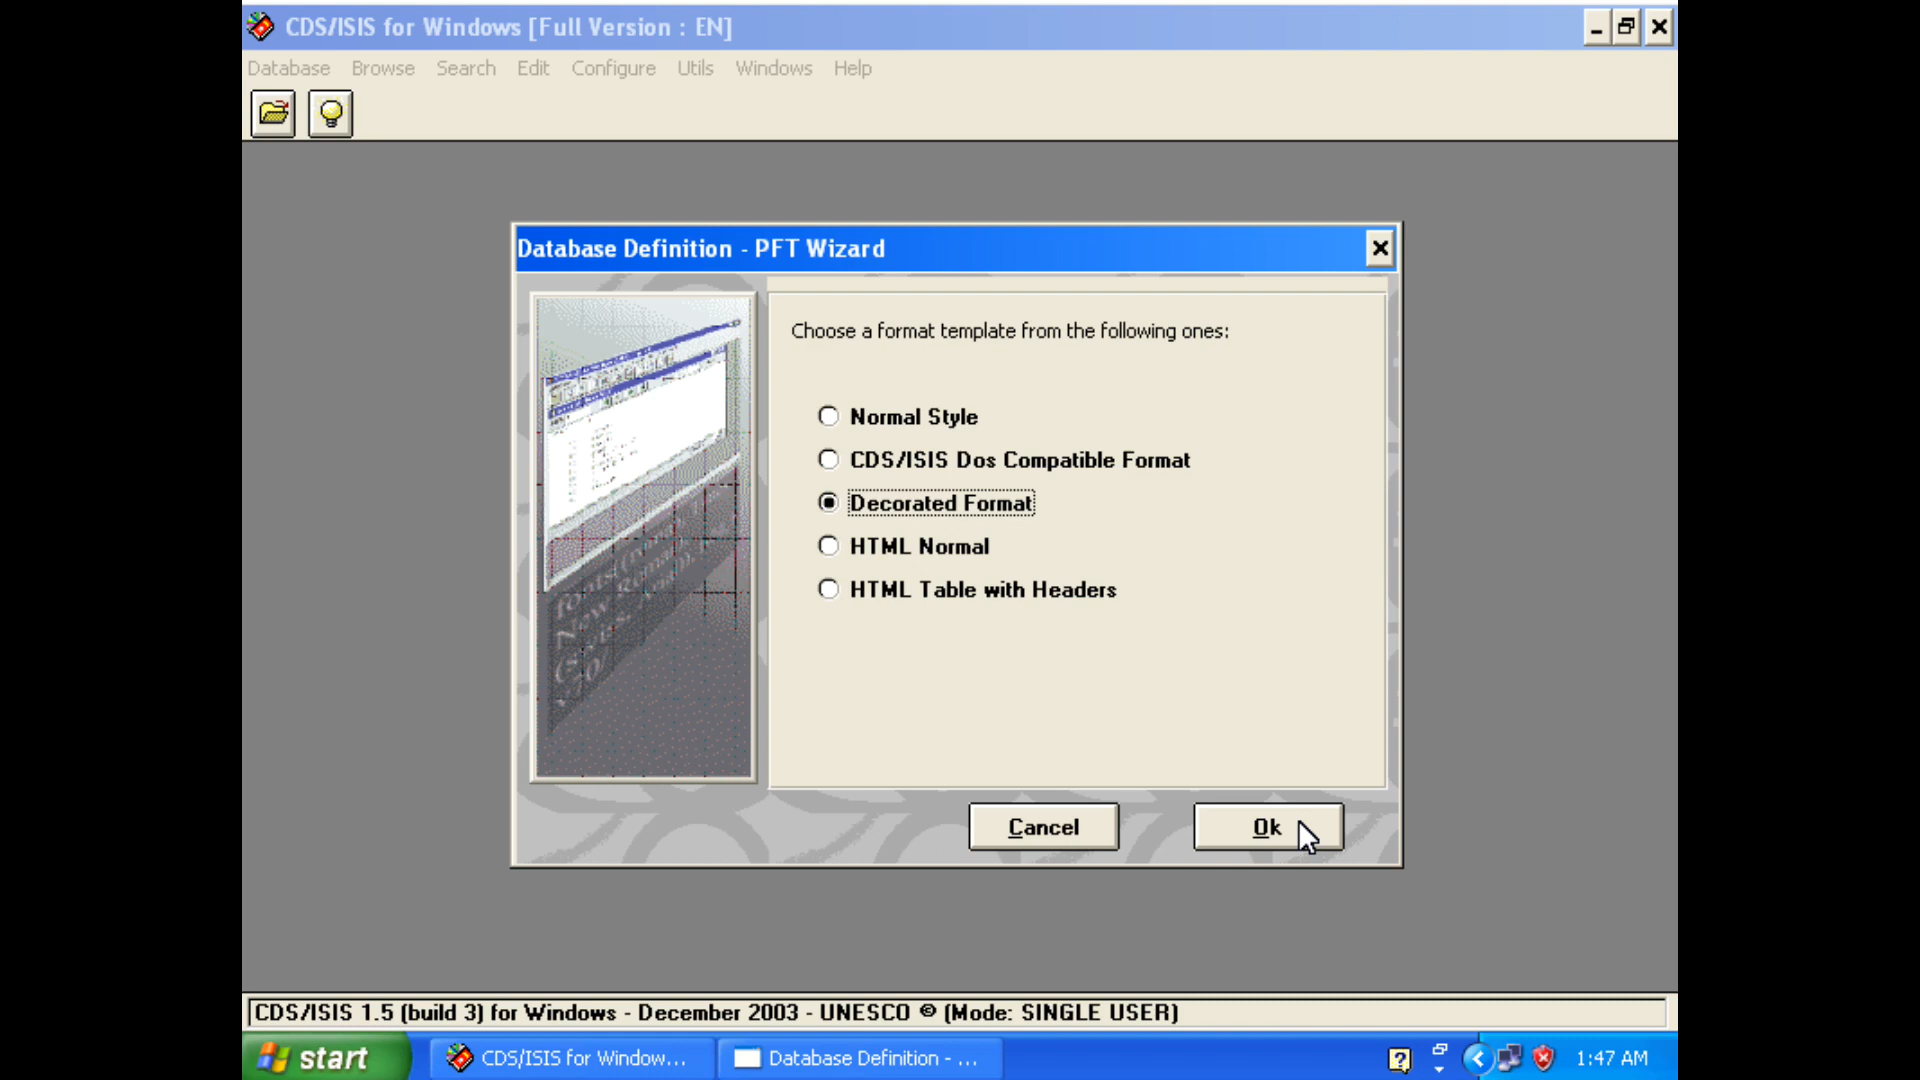 CDS/ISIS for Windows [Full Version : EN]
Database Browse Search Edit Configure Utils Windows Help
Database Definition - PFT Wizard
Choose a format template from the following ones:
Normal Style
CDS/ISIS Dos Compatible Format
Decorated Format
HTML Normal
HTML Table with Headers
Cancel
Ok
CDS/ISIS 1.5 (build 3) for Windows - December 2003 - UNESCO © (Mode: SINGLE USER)
start
CDS/ISIS for Window...
Database Definition - ...
1:47 AM